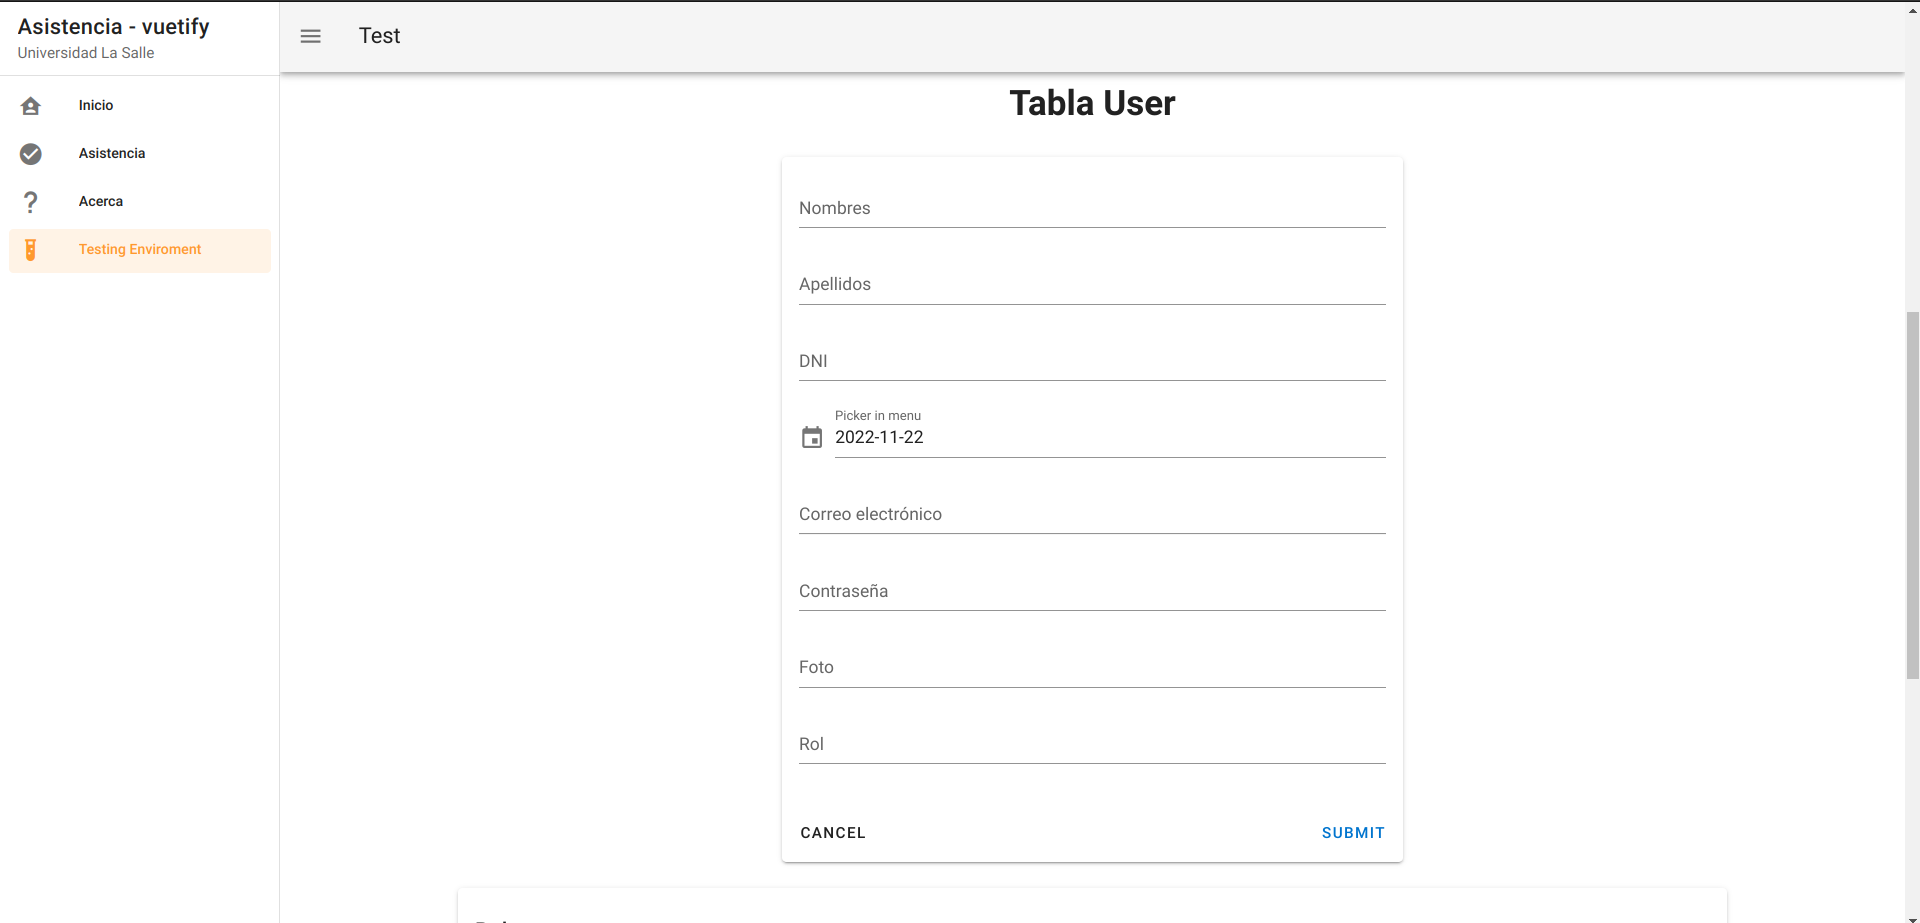 Asistencia - vuetify
Universidad La Salle
Inicio
Asistencia
Acerca
Testing Enviroment
Test
Tabla User
Nombres
Apellidos
DNI
Picker in menu
2022-11-22
Correo electrónico
Contraseña
Foto
Rol
CANCEL
SUBMIT